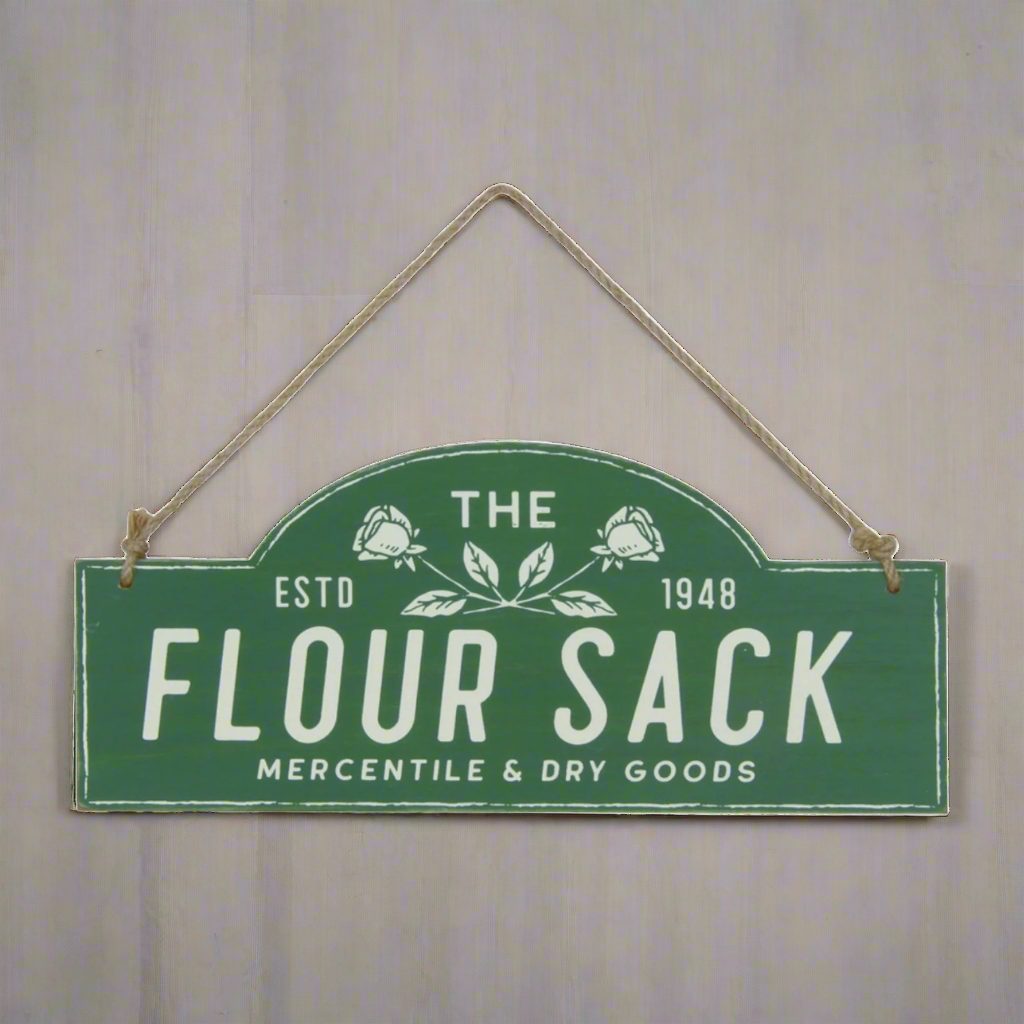 THE
ESTD 1948
FLOUR SACK
MERCENTILE & DRY GOODS